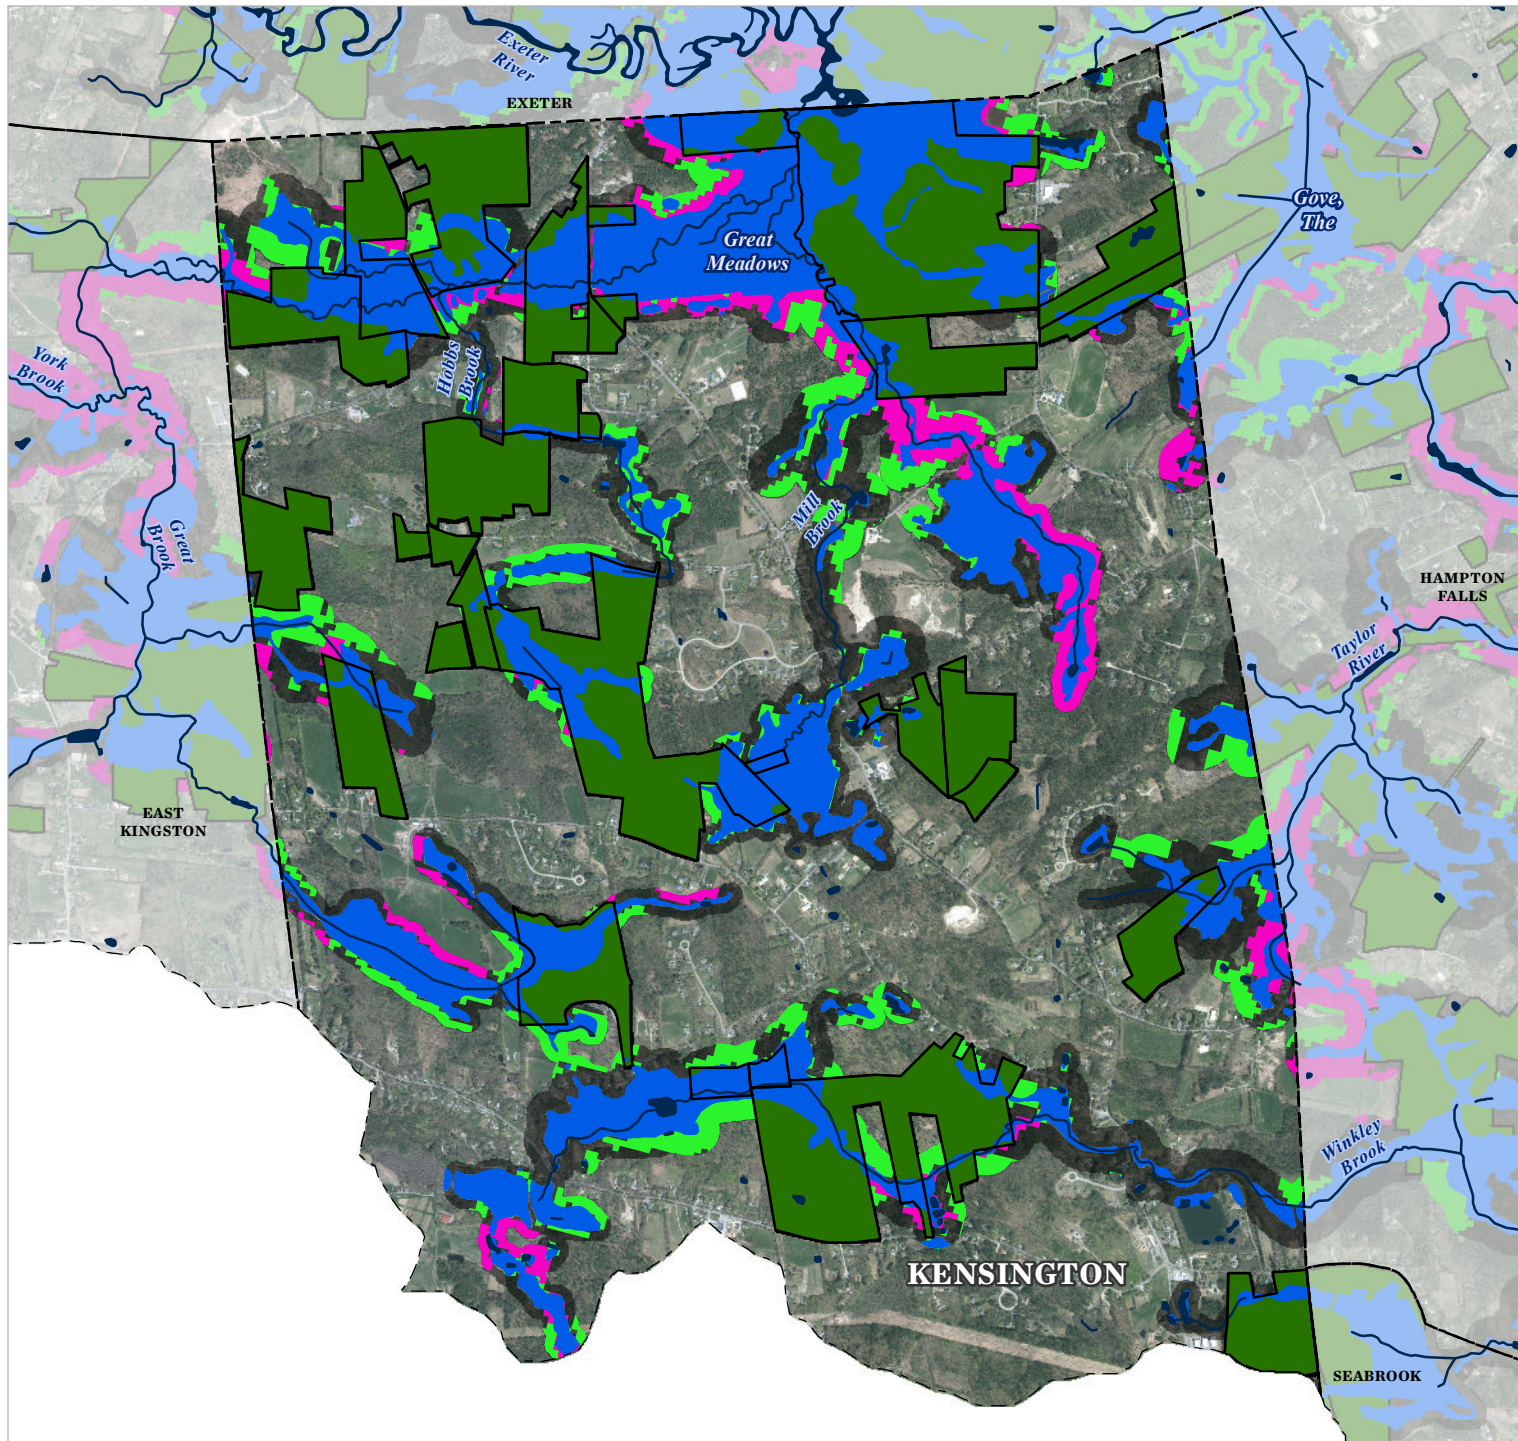 Exeter
River
EXETER
Gove,
The
Great
Meadows
York
Brook
Hobbs
Brook
Great
Brook
Mill
Brook
HAMPTON
FALLS
Taylor
River
EAST
KINGSTON
Winkley
Brook
KENSINGTON
SEABROOK